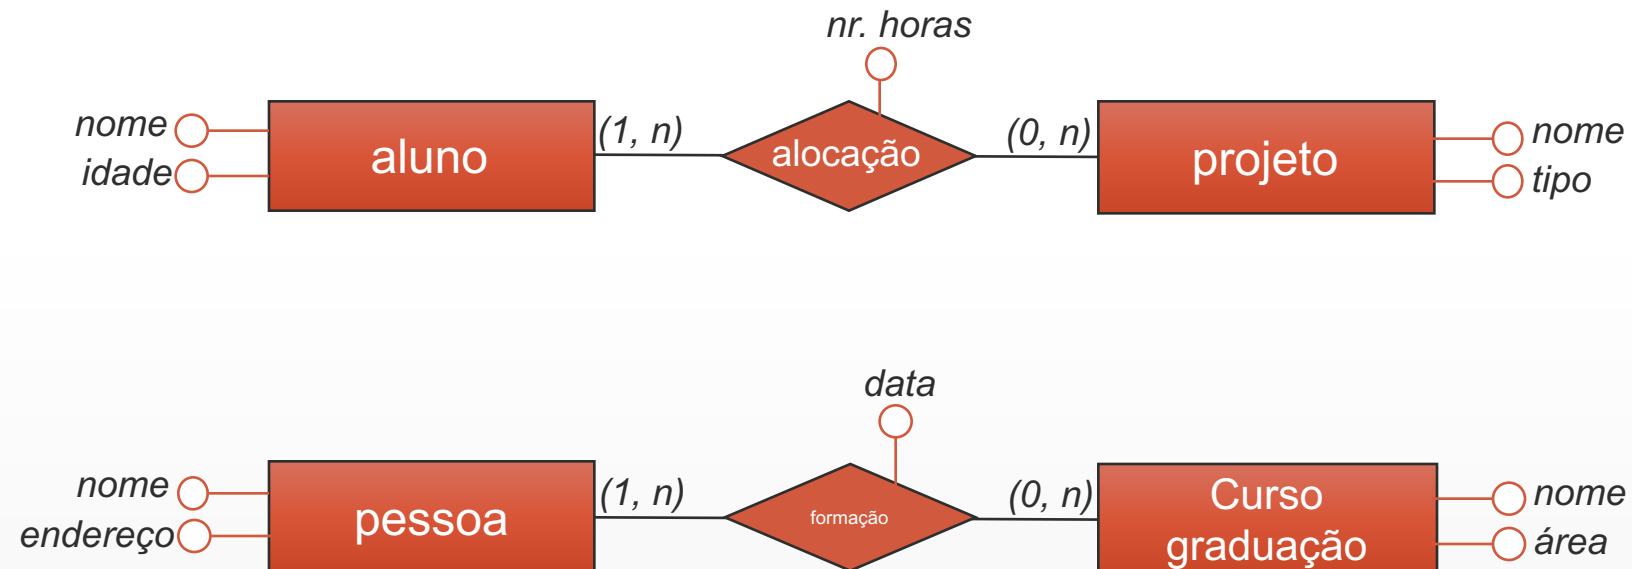 nr. horas
nome (1, n) (0, n) nome
aluno alocação projeto
idade tipo
data
nome (1, n) (0, n) Curso nome
pessoa formação
endereço graduação área